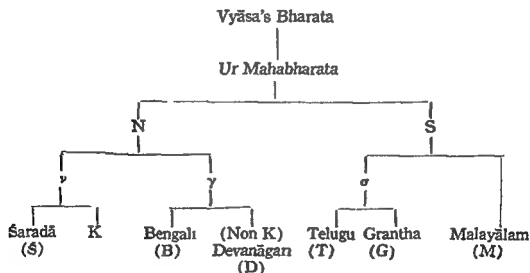 Vyāsa's Bharata
Ur Mahabharata
N S
ν γ σ
Śaradā K Bengali (Non K) Telugu Grantha Malayālam
(Ś) (B) Devanāgari (T) (G) (M)
(D)